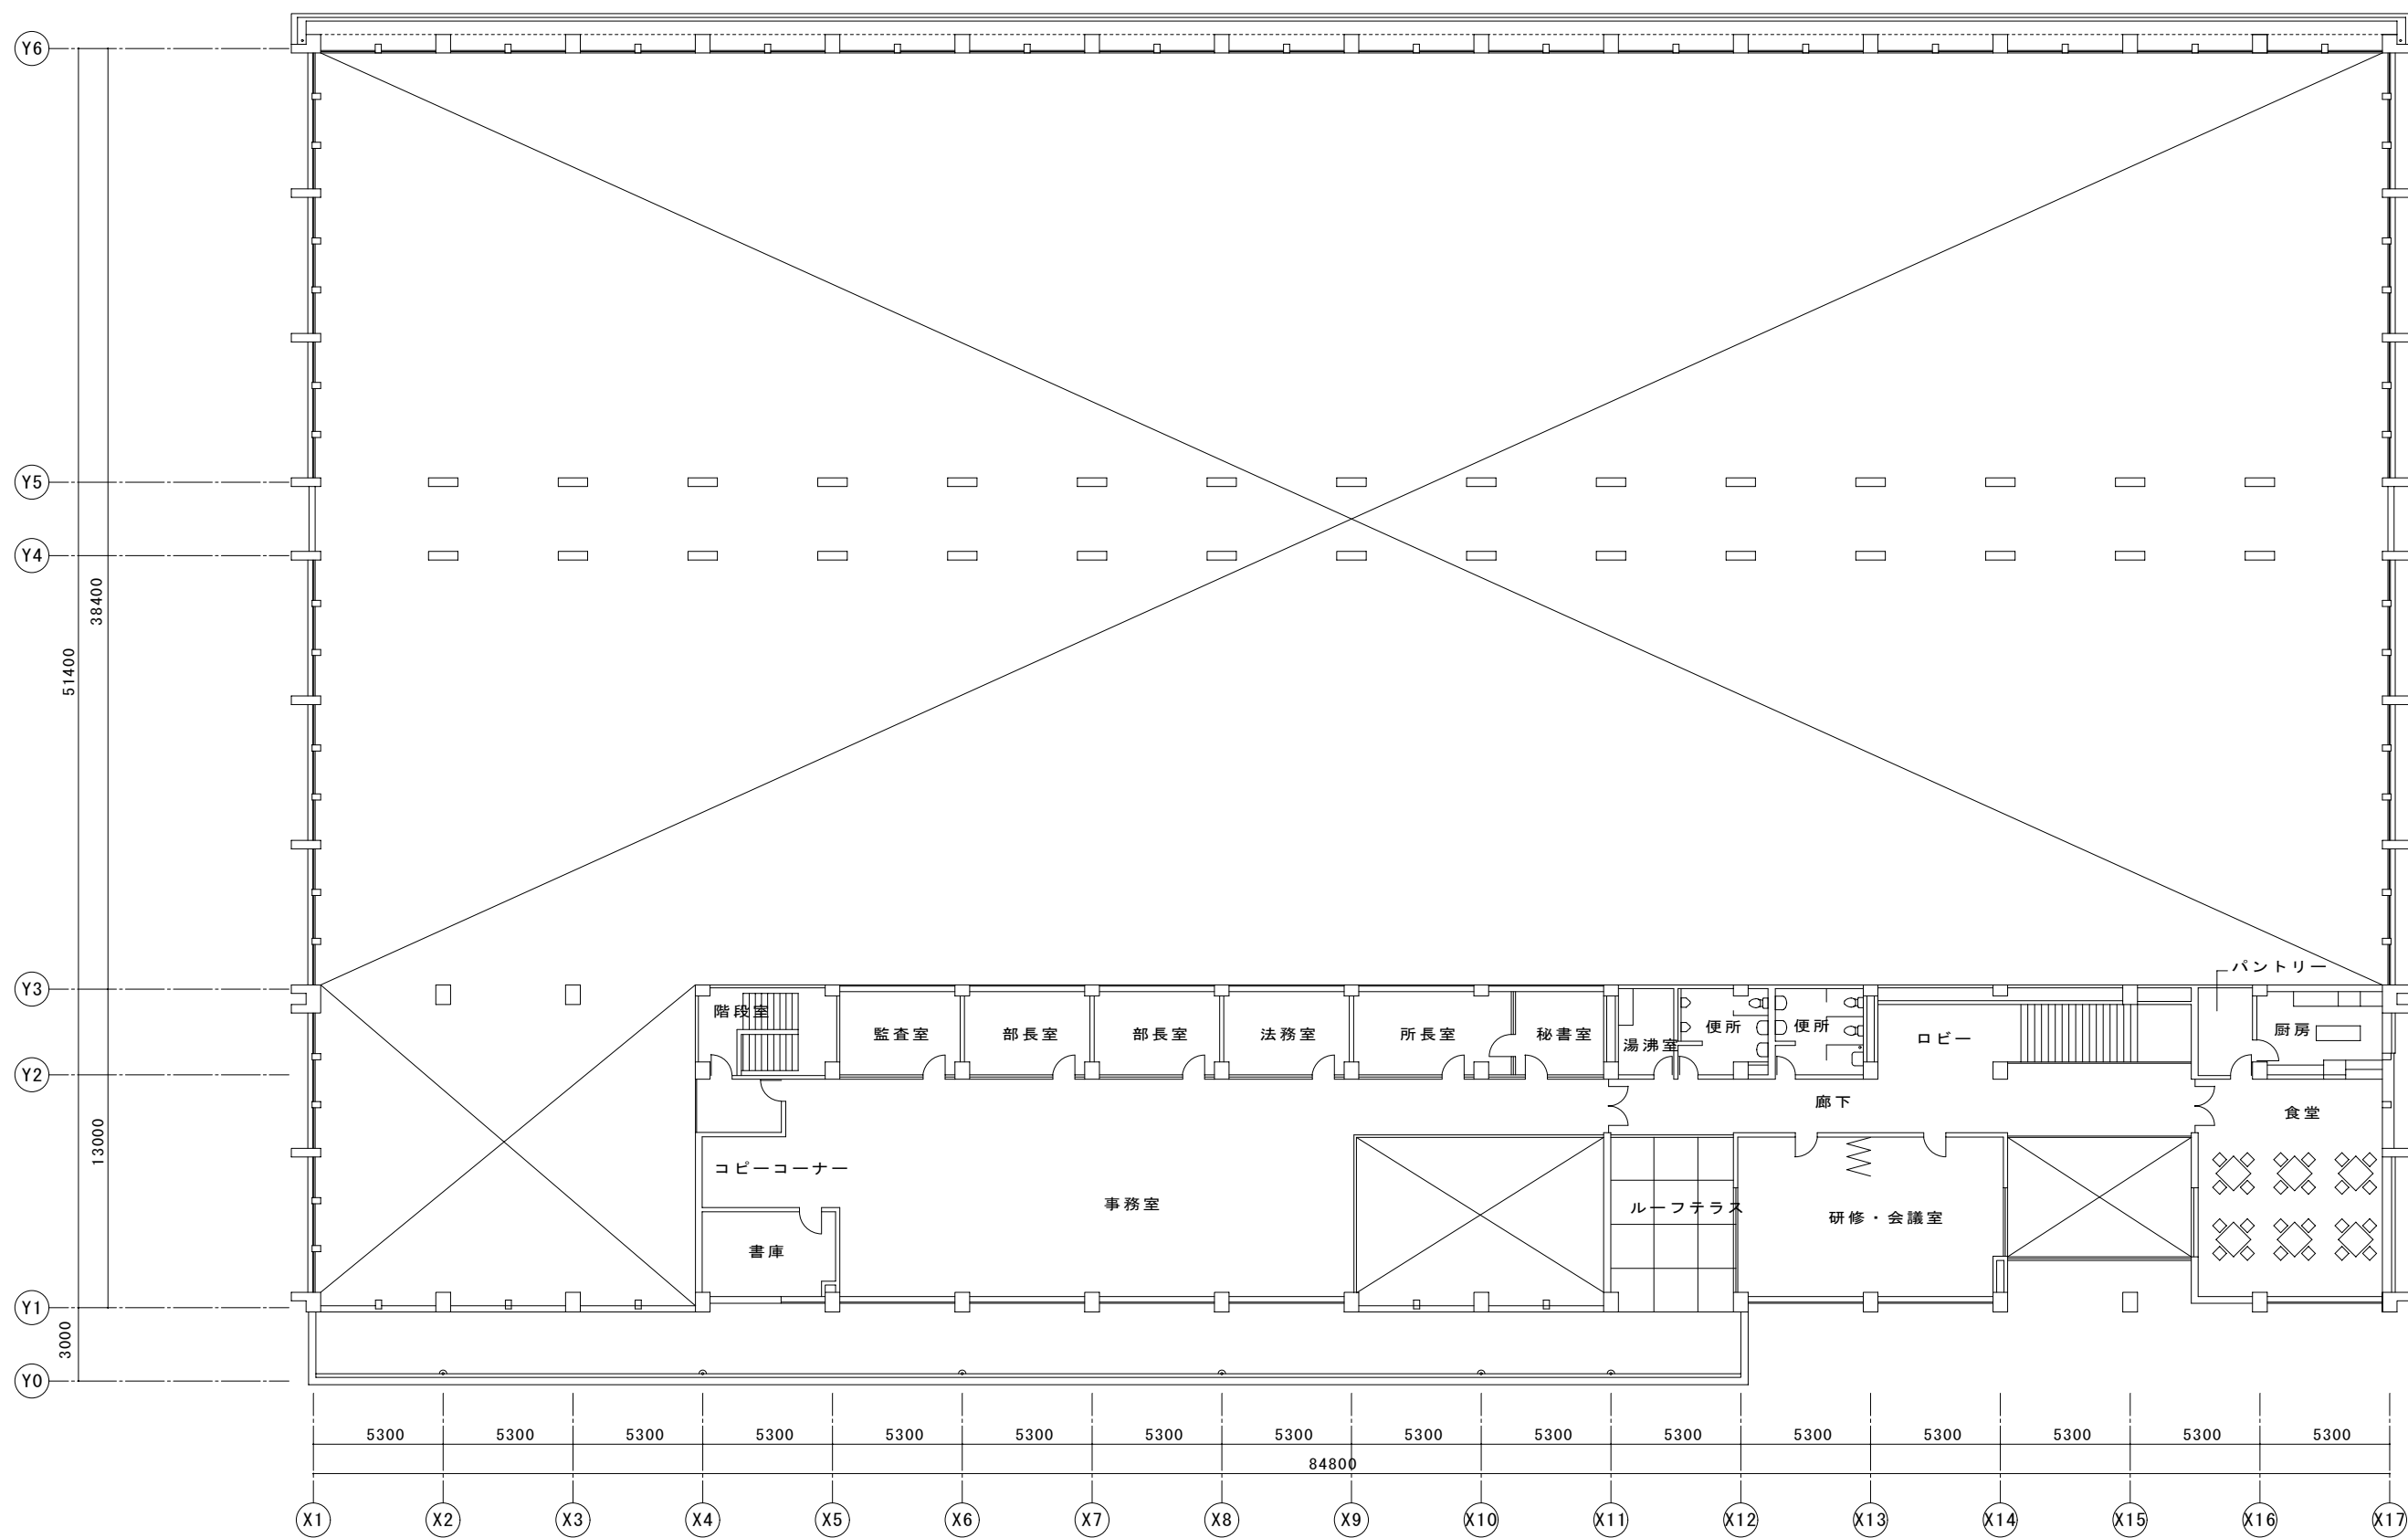 Y6
Y5
Y4
38400
51400
パントリー
Y3
階段室
監査室
部長室
部長室
法務室
所長室
秘書室
湯沸室
便所
便所
ロビー
厨房
Y2
廊下
食堂
13000
コピーコーナー
事務室
ルーフテラス
研修・会議室
書庫
Y1
3000
Y0
5300 5300 5300 5300 5300 5300 5300 5300 5300 5300 5300 5300 5300 5300 5300 5300
84800
X1 X2 X3 X4 X5 X6 X7 X8 X9 X10 X11 X12 X13 X14 X15 X16 X17